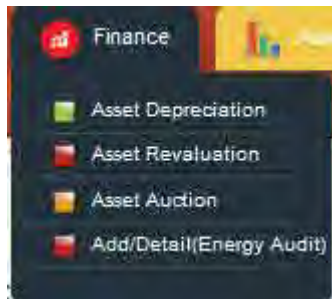 Finance
Asset Depreciation
Asset Revaluation
Asset Auction
Add/Detail(Energy Audit)